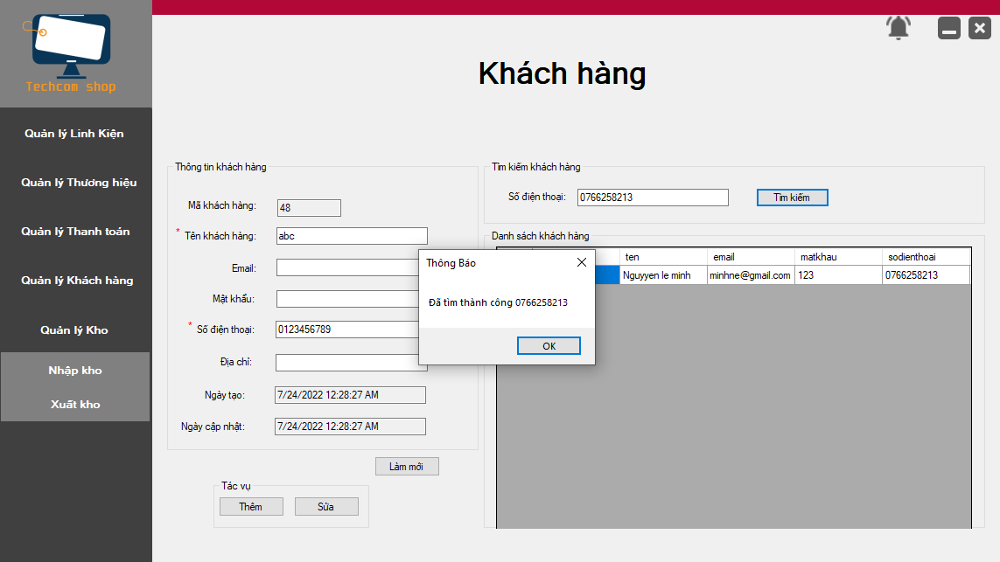 Techcom shop
Quản lý Linh Kiện
Quản lý Thương hiệu
Quản lý Thanh toán
Quản lý Khách hàng
Quản lý Kho
Nhập kho
Xuất kho
Khách hàng
Thông tin khách hàng
Mã khách hàng: 48
* Tên khách hàng: abc
Email:
Mật khẩu:
* Số điện thoại: 0123456789
Địa chỉ:
Ngày tạo: 7/24/2022 12:28:27 AM
Ngày cập nhật: 7/24/2022 12:28:27 AM
Làm mới
Tác vụ
Thêm Sửa
Tìm kiếm khách hàng
Số điện thoại: 0766258213 Tìm kiếm
Danh sách khách hàng
ten email matkhau sodienthoai
Nguyyen le minh minhne@gmail.com 123 0766258213
Thông Báo
Đã tìm thành công 0766258213
OK